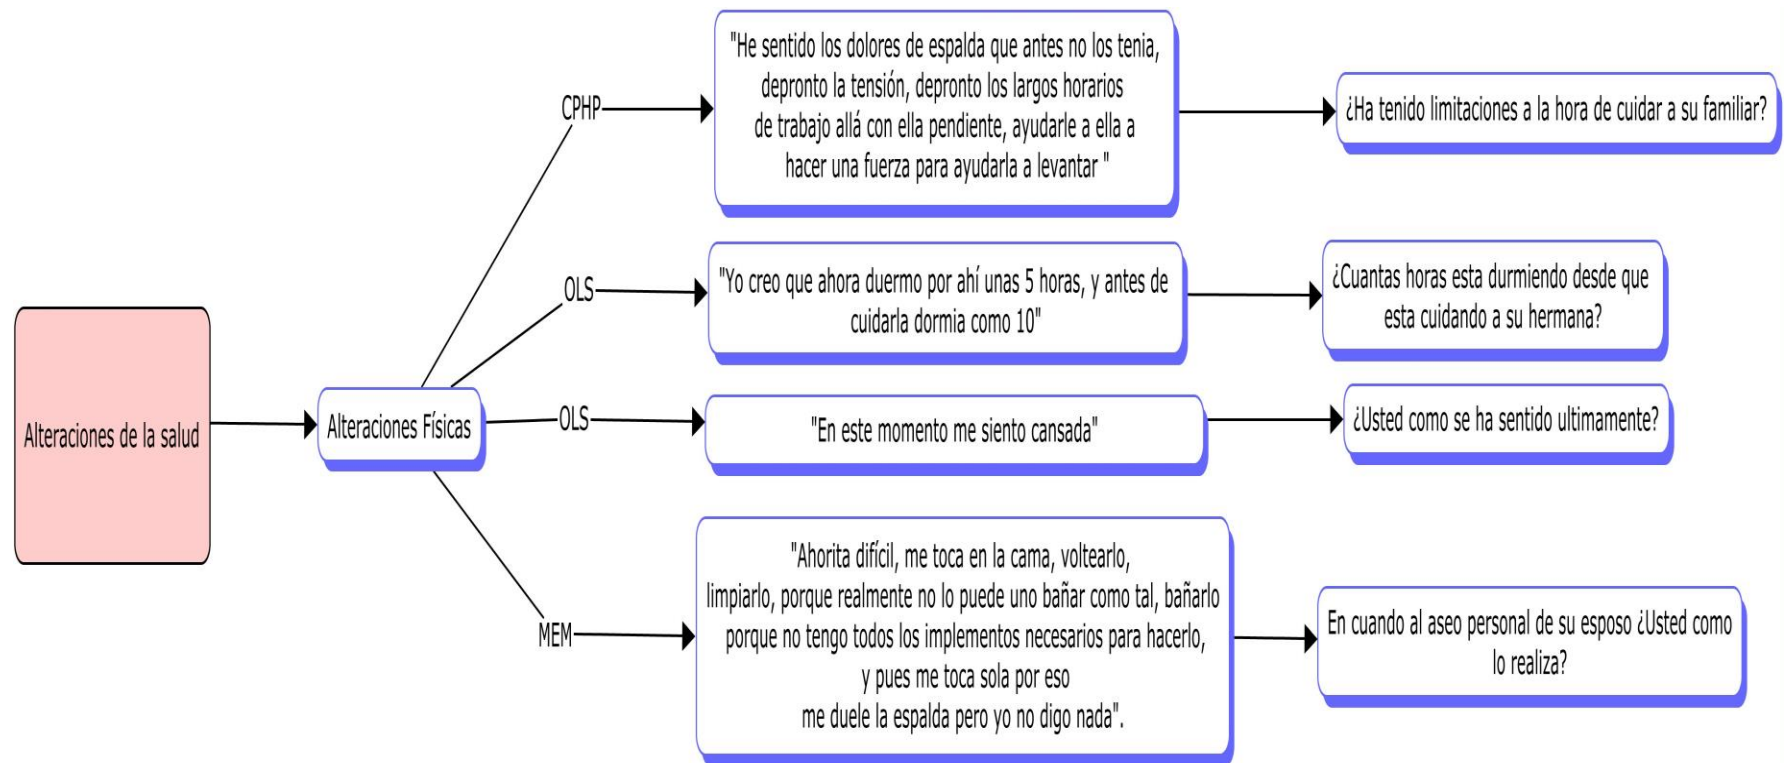 Alteraciones de la salud
Alteraciones Físicas
CPHP
"He sentido los dolores de espalda que antes no los tenia,
depronto la tensión, depronto los largos horarios
de trabajo allá con ella pendiente, ayudarle a ella a
hacer una fuerza para ayudarla a levantar "
¿Ha tenido limitaciones a la hora de cuidar a su familiar?
OLS
"Yo creo que ahora duermo por ahí unas 5 horas, y antes de
cuidarla dormia como 10"
¿Cuantas horas esta durmiendo desde que
esta cuidando a su hermana?
OLS
"En este momento me siento cansada"
¿Usted como se ha sentido ultimamente?
MEM
"Ahorita difícil, me toca en la cama, voltearlo,
limpiarlo, porque realmente no lo puede uno bañar como tal, bañarlo
porque no tengo todos los implementos necesarios para hacerlo,
y pues me toca sola por eso
me duele la espalda pero yo no digo nada".
En cuando al aseo personal de su esposo ¿Usted como
lo realiza?